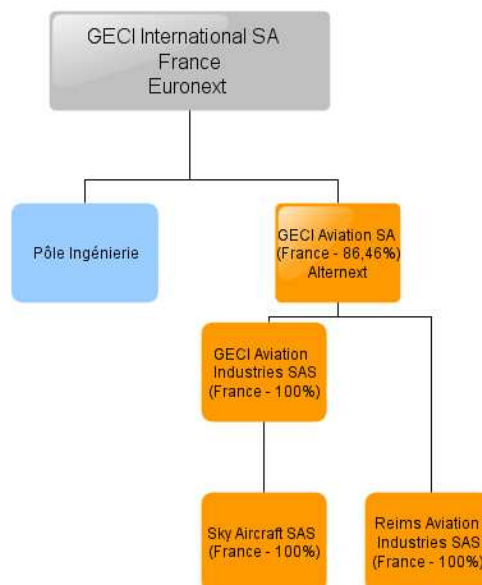 GECI International SA
France
Euronext
Pôle Ingénierie
GECI Aviation SA
(France - 86,46%)
Alternext
GECI Aviation
Industries SAS
(France - 100%)
Sky Aircraft SAS
(France - 100%)
Reims Aviation
Industries SAS
(France - 100%)